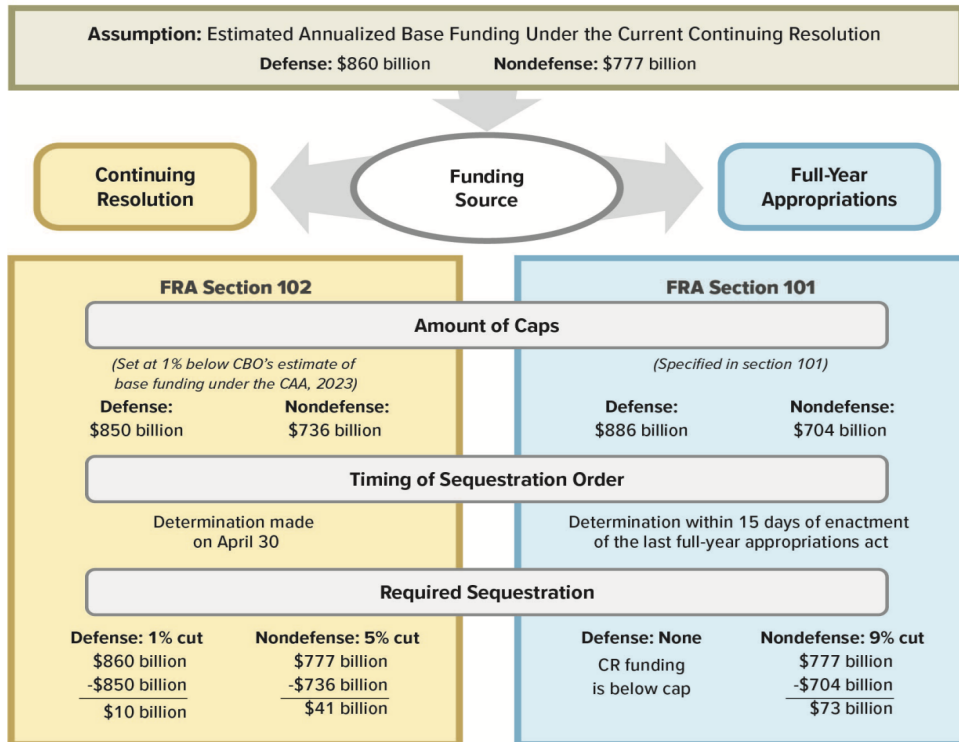 Assumption: Estimated Annualized Base Funding Under the Current Continuing Resolution
Defense: $860 billion Nondefense: $777 billion
Continuing
Resolution
Funding
Source
Full-Year
Appropriations
FRA Section 102
FRA Section 101
Amount of Caps
(Set at 1% below CBO's estimate of
base funding under the CAA, 2023)
Defense:
$850 billion
Nondefense:
$736 billion
(Specified in section 101)
Defense:
$886 billion
Nondefense:
$704 billion
Timing of Sequestration Order
Determination made
on April 30
Determination within 15 days of enactment
of the last full-year appropriations act
Required Sequestration
Defense: 1% cut
$860 billion
-$850 billion
$10 billion
Nondefense: 5% cut
$777 billion
-$736 billion
$41 billion
Defense: None
CR funding
is below cap
Nondefense: 9% cut
$777 billion
-$704 billion
$73 billion